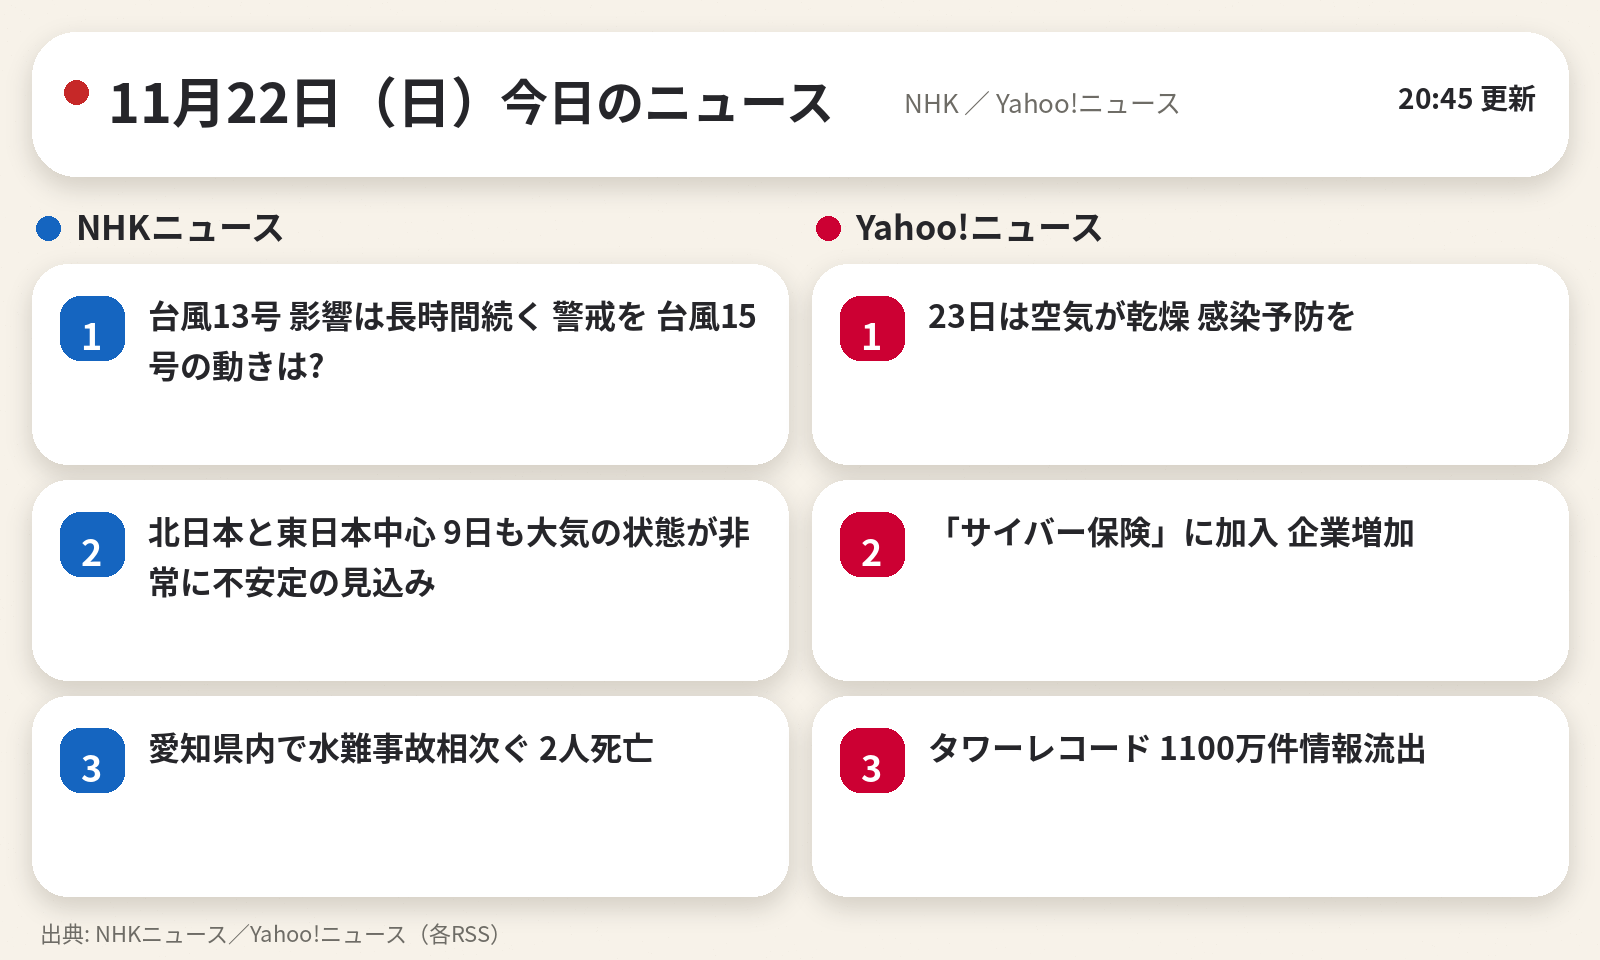 11月22日（日）今日のニュース
NHK ／ Yahoo!ニュース
20:45 更新
NHKニュース
1
台風13号 影響は長時間続く 警戒を 台風15
号の動きは?
2
北日本と東日本中心 9日も大気の状態が非
常に不安定の見込み
3
愛知県内で水難事故相次ぐ 2人死亡
Yahoo!ニュース
1
23日は空気が乾燥 感染予防を
2
「サイバー保険」に加入 企業増加
3
タワーレコード 1100万件情報流出
出典: NHKニュース／Yahoo!ニュース（各RSS）